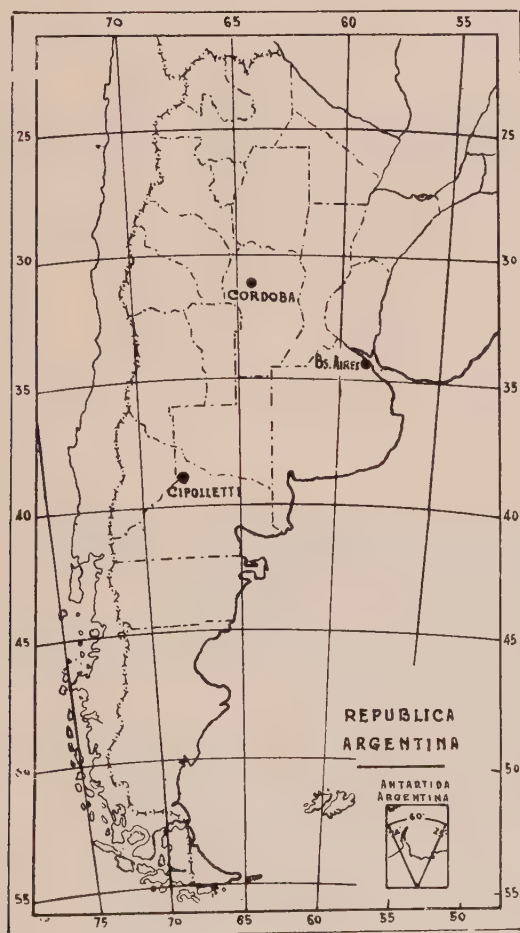 70 65 60 55
25 25
30 30
CORDOBA
Bs. AIRES
35 35
CIPOLLETTI
40 40
45 45
REPUBLICA
ARGENTINA
50 50
ANTARTIDA
ARGENTINA
60°
55 55
75 70 65 60 55 50